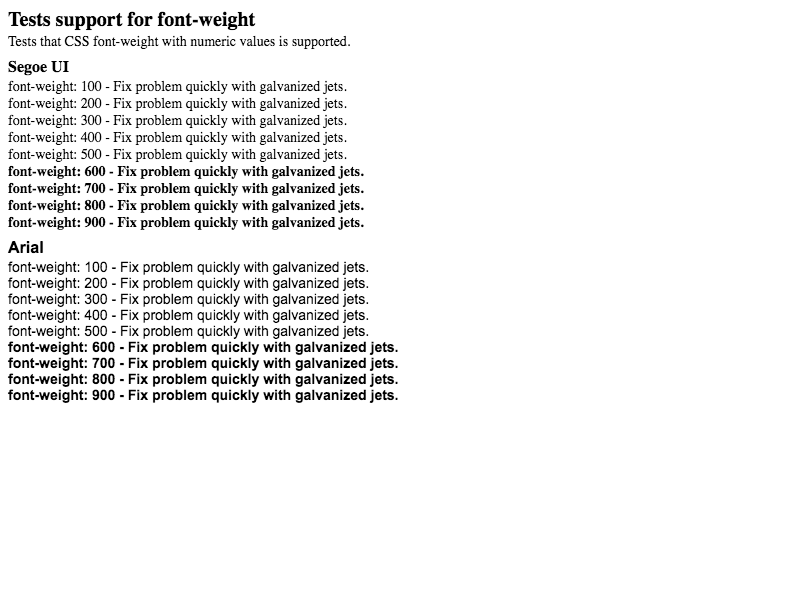 Tests support for font-weight
Tests that CSS font-weight with numeric values is supported.
Segoe UI
font-weight: 100 - Fix problem quickly with galvanized jets.
font-weight: 200 - Fix problem quickly with galvanized jets.
font-weight: 300 - Fix problem quickly with galvanized jets.
font-weight: 400 - Fix problem quickly with galvanized jets.
font-weight: 500 - Fix problem quickly with galvanized jets.
font-weight: 600 - Fix problem quickly with galvanized jets.
font-weight: 700 - Fix problem quickly with galvanized jets.
font-weight: 800 - Fix problem quickly with galvanized jets.
font-weight: 900 - Fix problem quickly with galvanized jets.
Arial
font-weight: 100 - Fix problem quickly with galvanized jets.
font-weight: 200 - Fix problem quickly with galvanized jets.
font-weight: 300 - Fix problem quickly with galvanized jets.
font-weight: 400 - Fix problem quickly with galvanized jets.
font-weight: 500 - Fix problem quickly with galvanized jets.
font-weight: 600 - Fix problem quickly with galvanized jets.
font-weight: 700 - Fix problem quickly with galvanized jets.
font-weight: 800 - Fix problem quickly with galvanized jets.
font-weight: 900 - Fix problem quickly with galvanized jets.